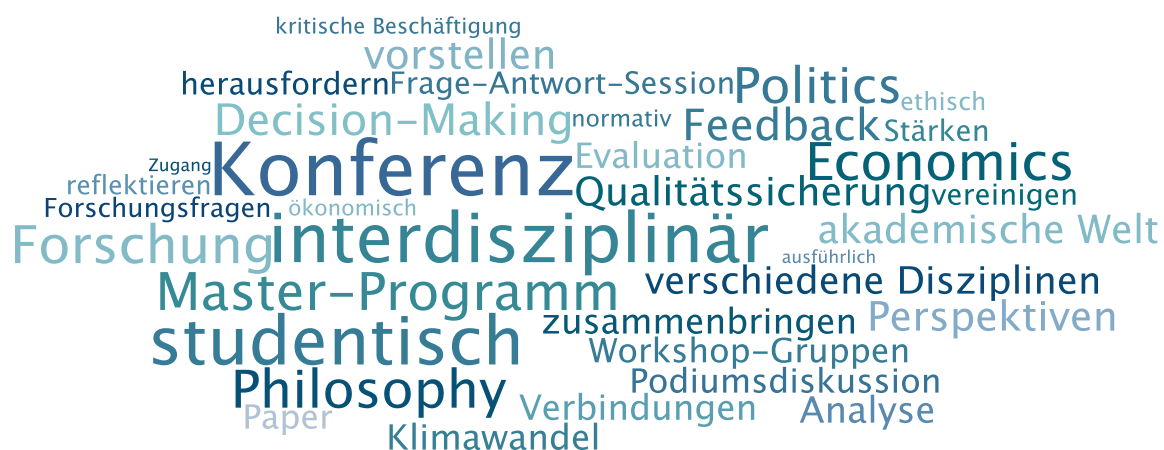 kritische Beschäftigung
vorstellen
herausfordern Frage-Antwort-Session Politics
ethisch
Decision-Making normativ Feedback Stärken
Zugang Konferenz Evaluation Economics
reflektieren Qualitätssicherung vereinigen
Forschungsfragen ökonomisch
Forschung interdisziplinär akademische Welt
ausführlich
Master-Programm verschiedene Disziplinen
studentisch zusammenbringen Perspektiven
Workshop-Gruppen
Philosophy Podiumsdiskussion
Paper Verbindungen Analyse
Klimawandel